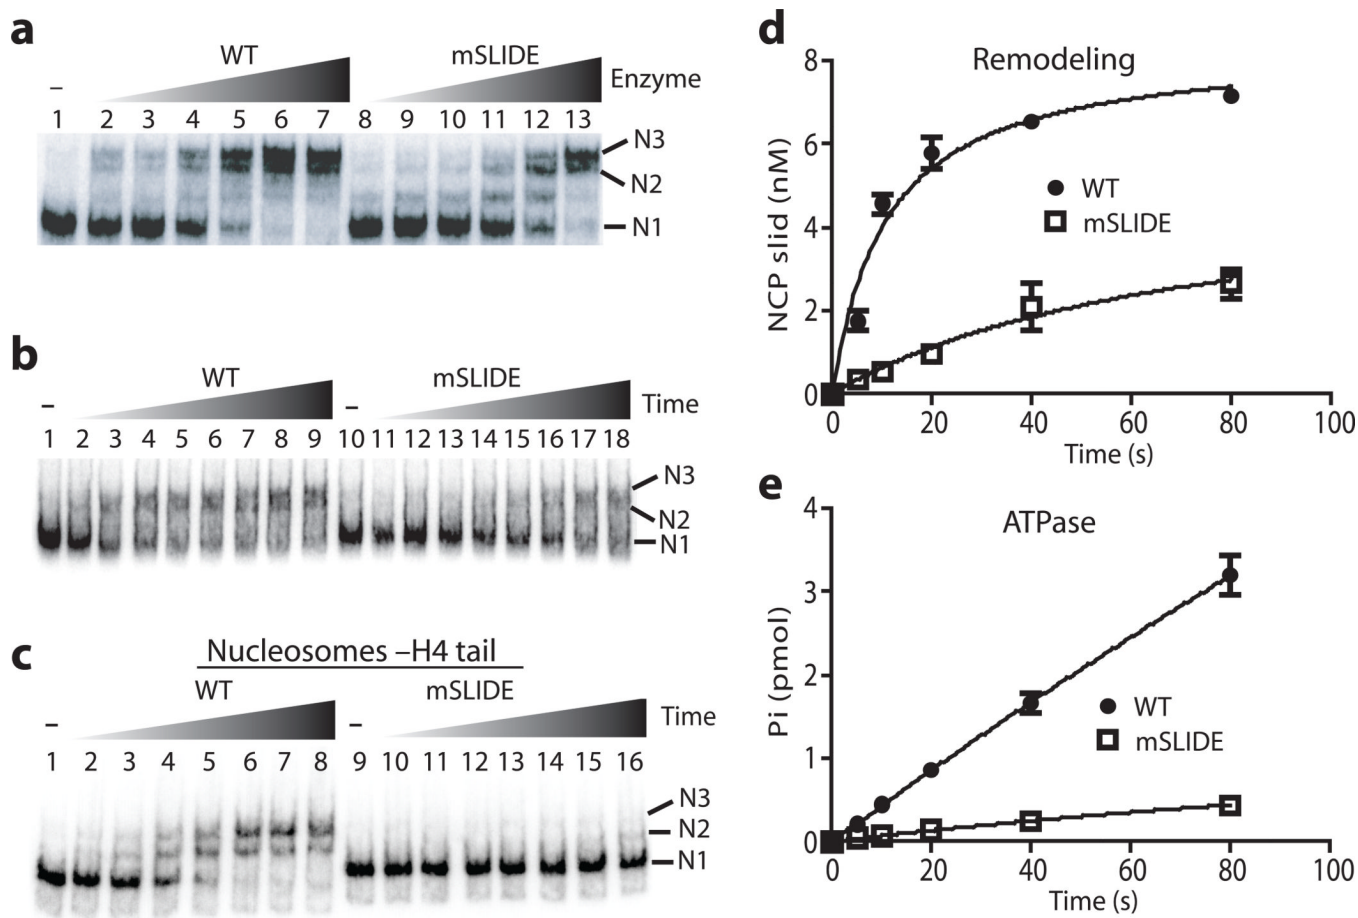 a
WT mSLIDE
– Enzyme
1 2 3 4 5 6 7 8 9 10 11 12 13
N3
N2
N1
b
WT mSLIDE
– – Time
1 2 3 4 5 6 7 8 9 10 11 12 13 14 15 16 17 18
N3
N2
N1
c
Nucleosomes –H4 tail
WT mSLIDE
– – Time
1 2 3 4 5 6 7 8 9 10 11 12 13 14 15 16
N3
N2
N1
d
Remodeling
NCP slid (nM)
8
6
4
2
0
WT
mSLIDE
0 20 40 60 80 100
Time (s)
e
ATPase
Pi (pmol)
4
3
2
1
0
WT
mSLIDE
0 20 40 60 80 100
Time (s)